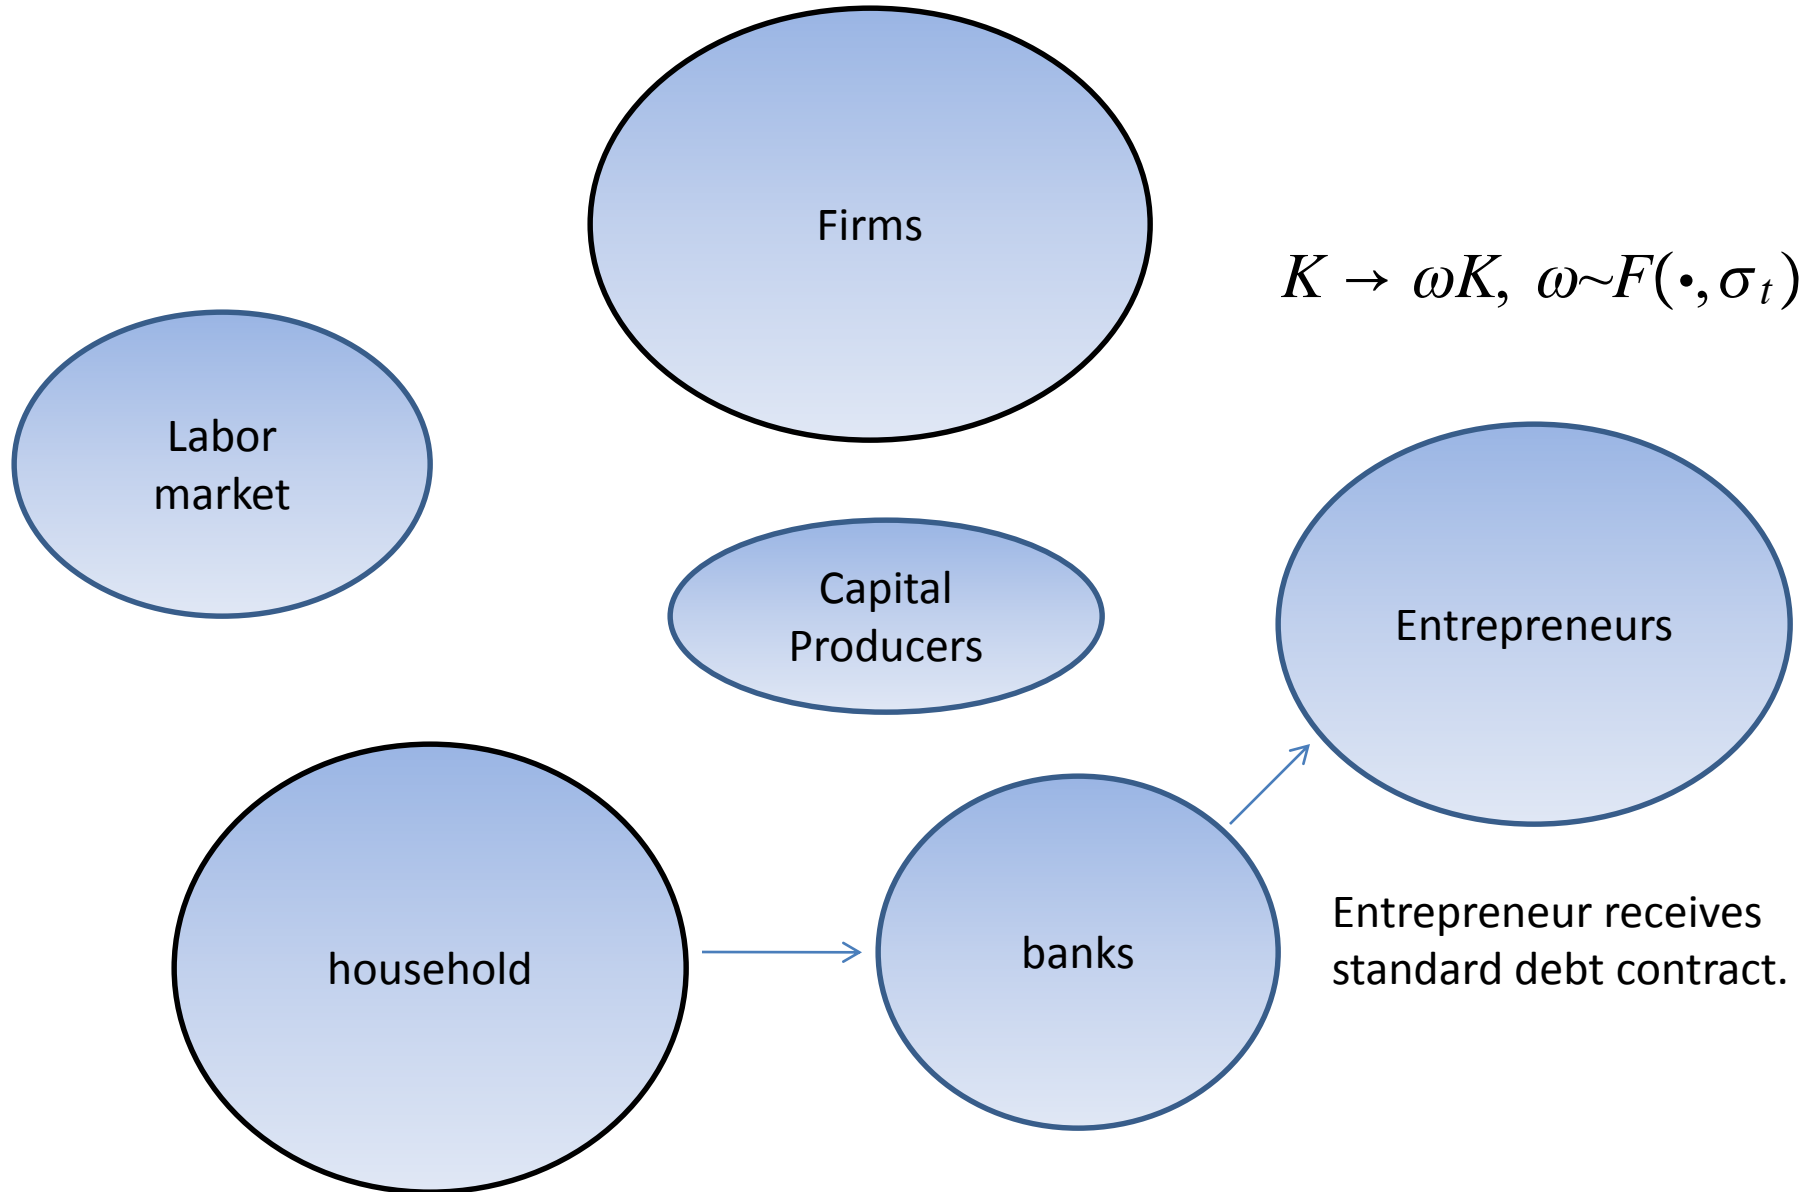 Firms
K → ωK, ω~F(•,σ_t)
Labor
market
Capital
Producers
Entrepreneurs
household
banks
Entrepreneur receives
standard debt contract.